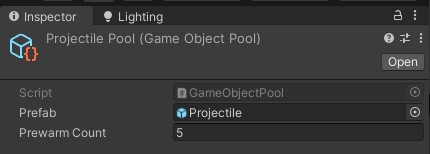 Inspector Lighting
Projectile Pool (Game Object Pool)
Open
Script GameObjectPool
Prefab Projectile
Prewarm Count 5